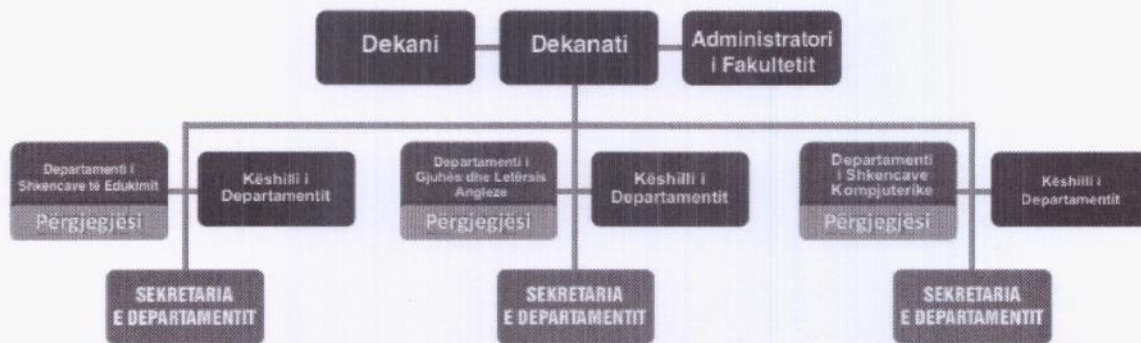 Dekani
Dekanati
Administratori
i Fakultetit
Departamenti i
Shkencave të Edukimit
Përgjegjësi
Këshilli i
Departamentit
Departamenti i
Gjuhës dhe Letërsis
Angleze
Përgjegjësi
Këshilli i
Departamentit
Departamenti
i Shkencave
Kompjuterike
Përgjegjësi
Këshilli i
Departamentit
SEKRETARIA
E DEPARTAMENTIT
SEKRETARIA
E DEPARTAMENTIT
SEKRETARIA
E DEPARTAMENTIT